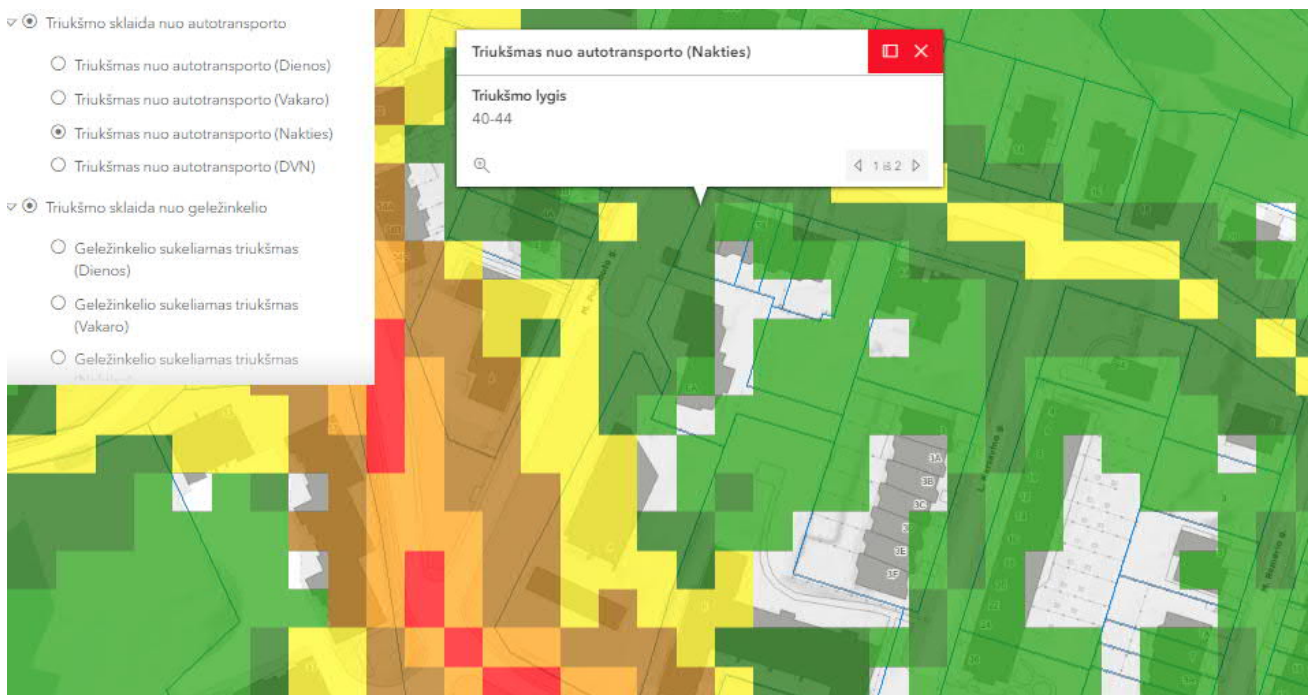 Triukšmo sklaida nuo autotransporto
Triukšmas nuo autotransporto (Dienos)
Triukšmas nuo autotransporto (Vakaro)
Triukšmas nuo autotransporto (Nakties)
Triukšmas nuo autotransporto (DVN)
Triukšmo sklaida nuo geležinkelio
Geležinkelio sukeliamas triukšmas
(Dienos)
Geležinkelio sukeliamas triukšmas
(Vakaro)
Geležinkelio sukeliamas triukšmas
Triukšmas nuo autotransporto (Nakties)
Triukšmo lygis
40-44
1 iš 2
3A
3B
3C
3E
3F